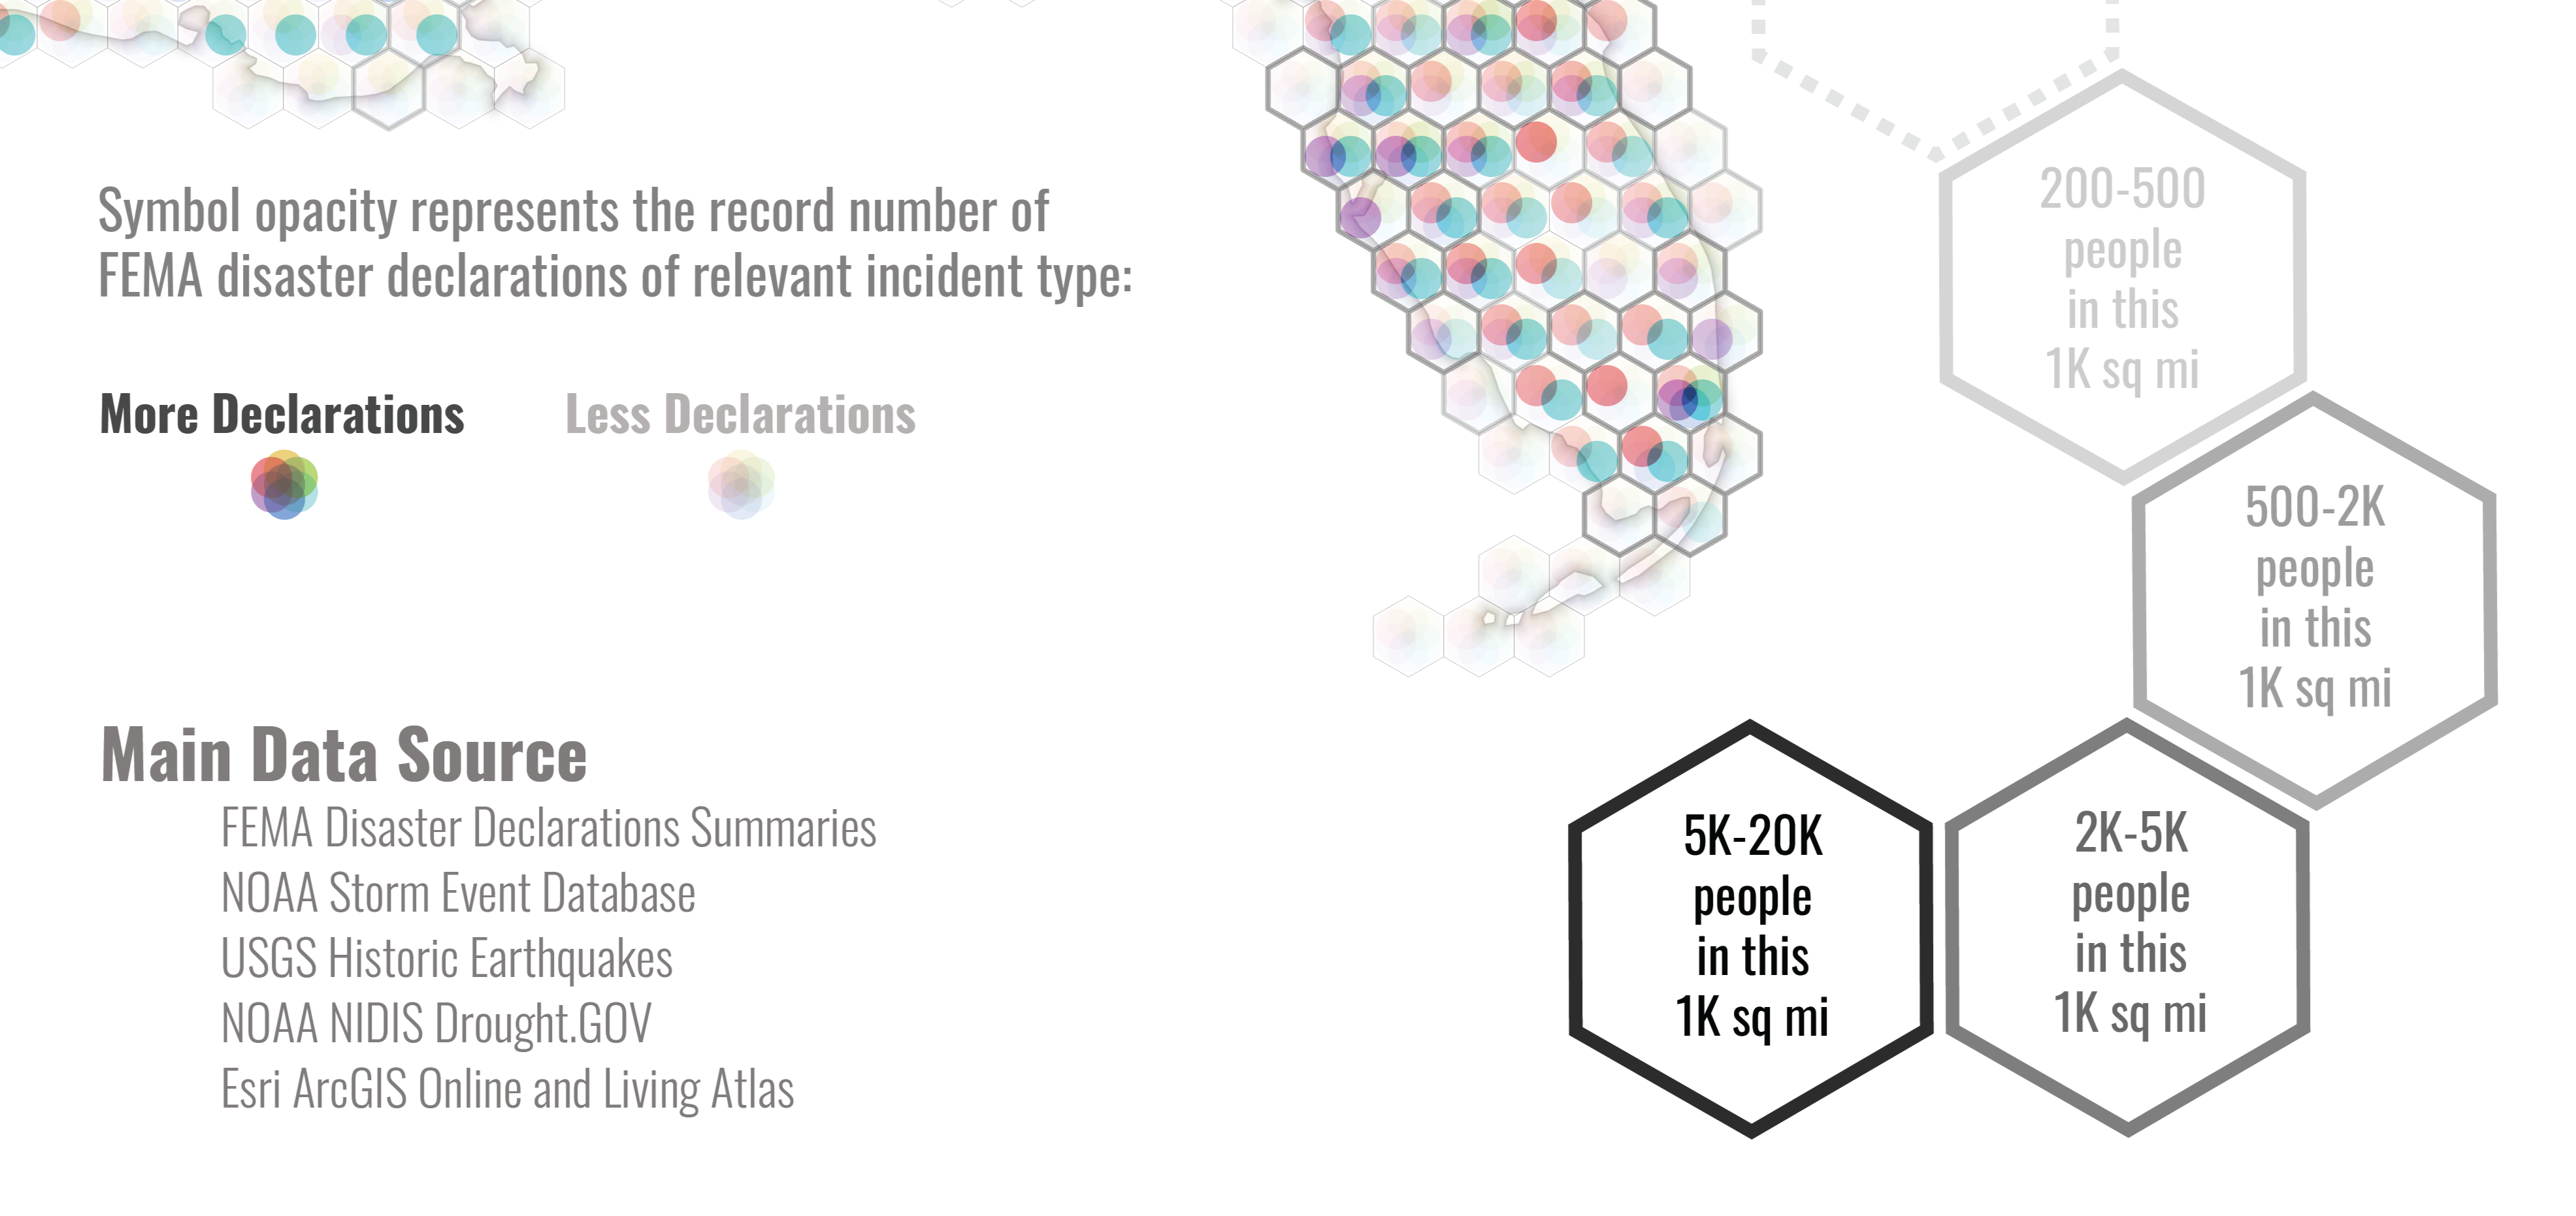 Symbol opacity represents the record number of
FEMA disaster declarations of relevant incident type:
More Declarations
Less Declarations
Main Data Source
FEMA Disaster Declarations Summaries
NOAA Storm Event Database
USGS Historic Earthquakes
NOAA NIDIS Drought.GOV
Esri ArcGIS Online and Living Atlas
200-500
people
in this
1K sq mi
500-2K
people
in this
1K sq mi
2K-5K
people
in this
1K sq mi
5K-20K
people
in this
1K sq mi